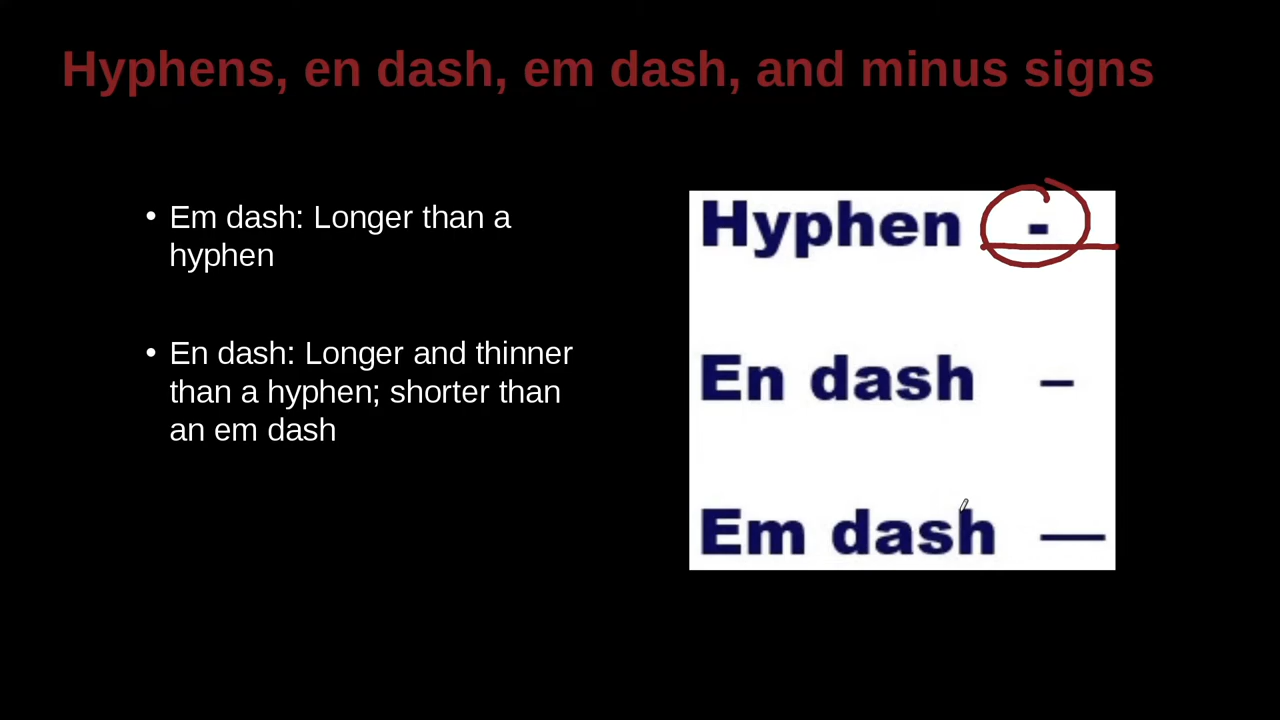 Hyphens, en dash, em dash, and minus signs
• Em dash: Longer than a
hyphen
• En dash: Longer and thinner
than a hyphen; shorter than
an em dash
Hyphen -
En dash –
Em dash —